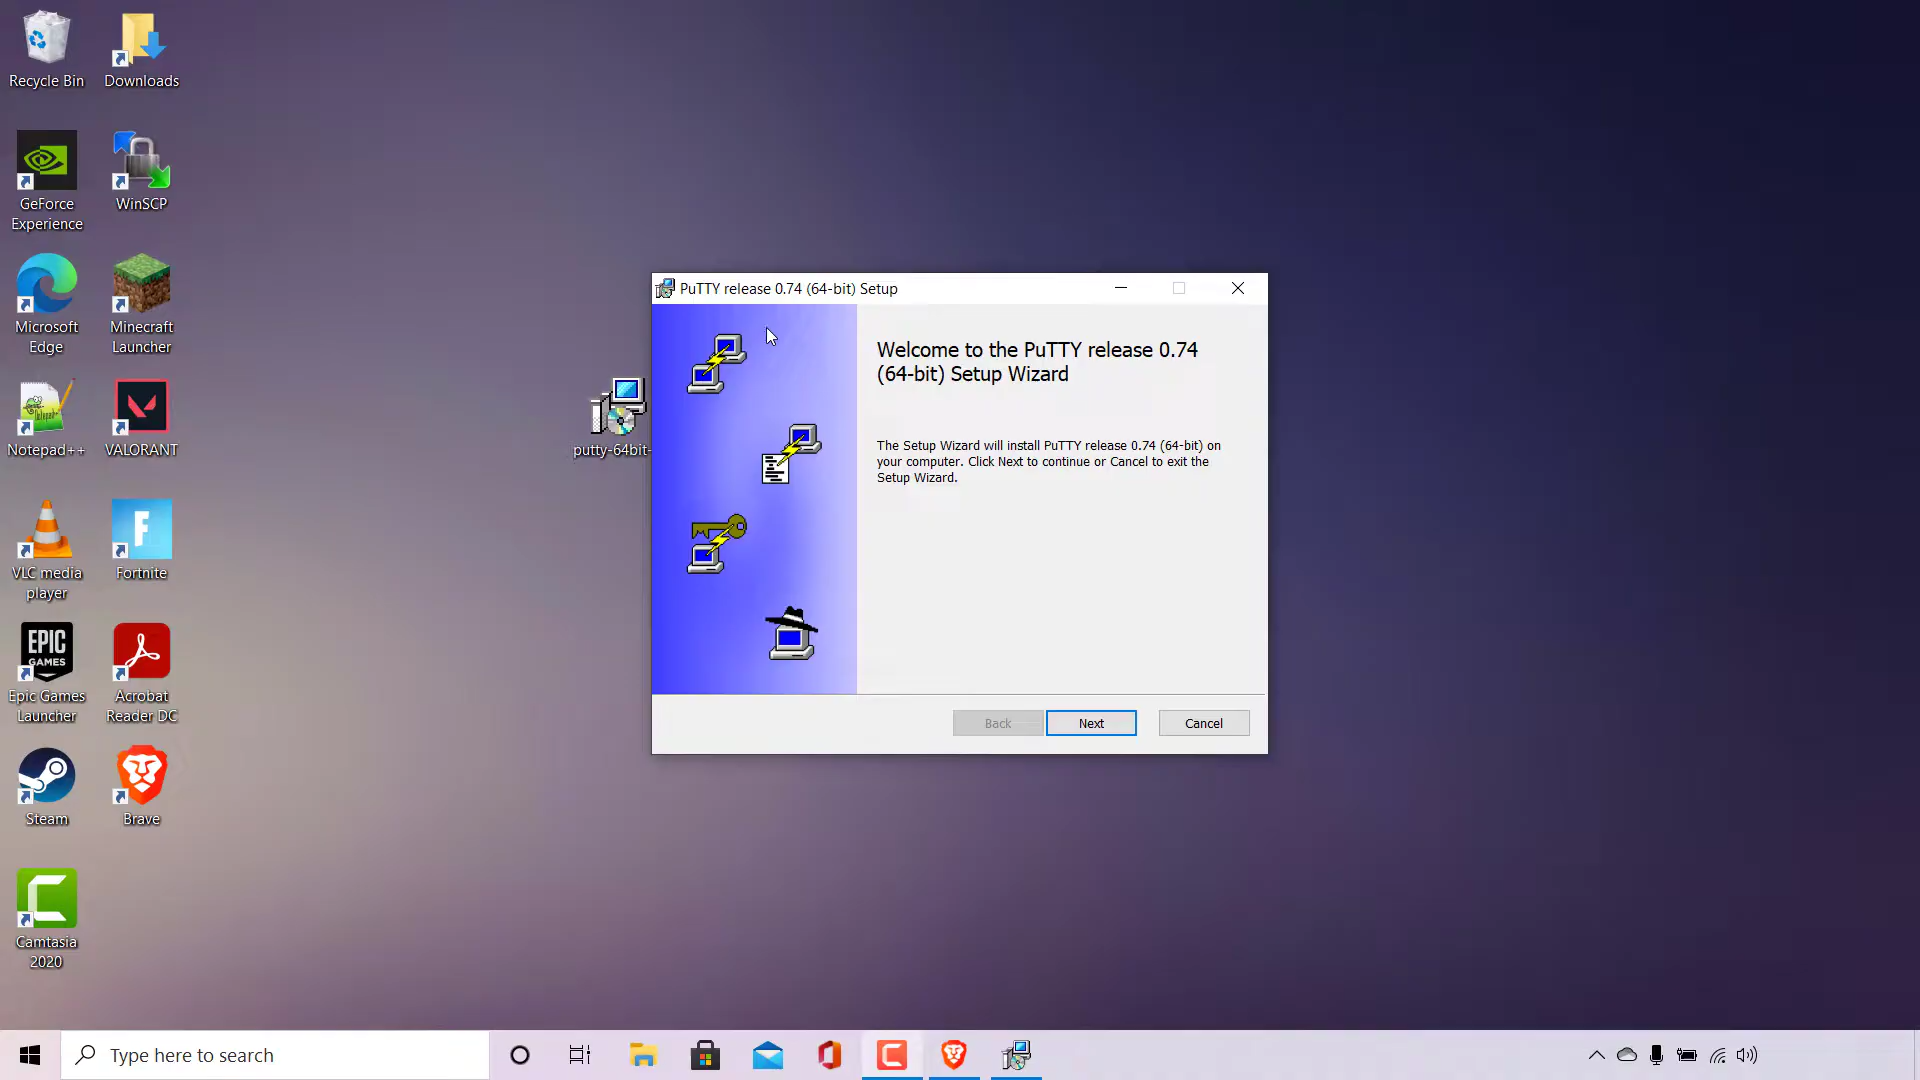 Recycle Bin
Downloads
GeForce
Experience
WinSCP
Microsoft
Edge
Minecraft
Launcher
Notepad++
VALORANT
VLC media
player
Fortnite
EPIC
GAMES
Epic Games
Launcher
Acrobat
Reader DC
Steam
Brave
Camtasia
2020
putty-64bit-
PuTTY release 0.74 (64-bit) Setup
Welcome to the PuTTY release 0.74
(64-bit) Setup Wizard
The Setup Wizard will install PuTTY release 0.74 (64-bit) on
your computer. Click Next to continue or Cancel to exit the
Setup Wizard.
Back
Next
Cancel
Type here to search